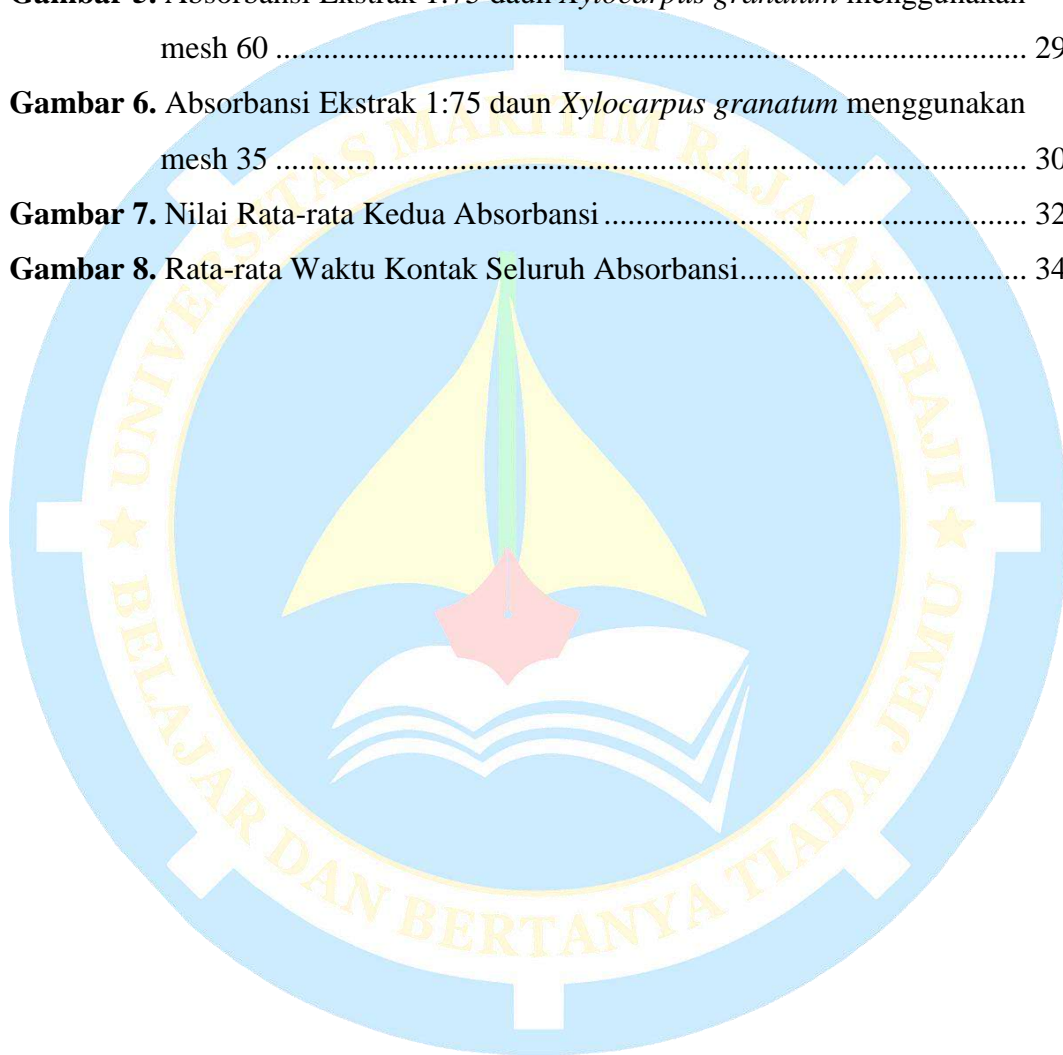 Gambar 5. Absorbansi Ekstrak 1:75 daun Xylocarpus granatum menggunakan
mesh 60 .................................................................................... 29
Gambar 6. Absorbansi Ekstrak 1:75 daun Xylocarpus granatum menggunakan
mesh 35 .................................................................................... 30
Gambar 7. Nilai Rata-rata Kedua Absorbansi ............................................... 32
Gambar 8. Rata-rata Waktu Kontak Seluruh Absorbansi................................ 34
UNIVERSITAS MARITIM RAJA ALI HAJI
BELAJAR DAN BERTANYA TIADA JEMU